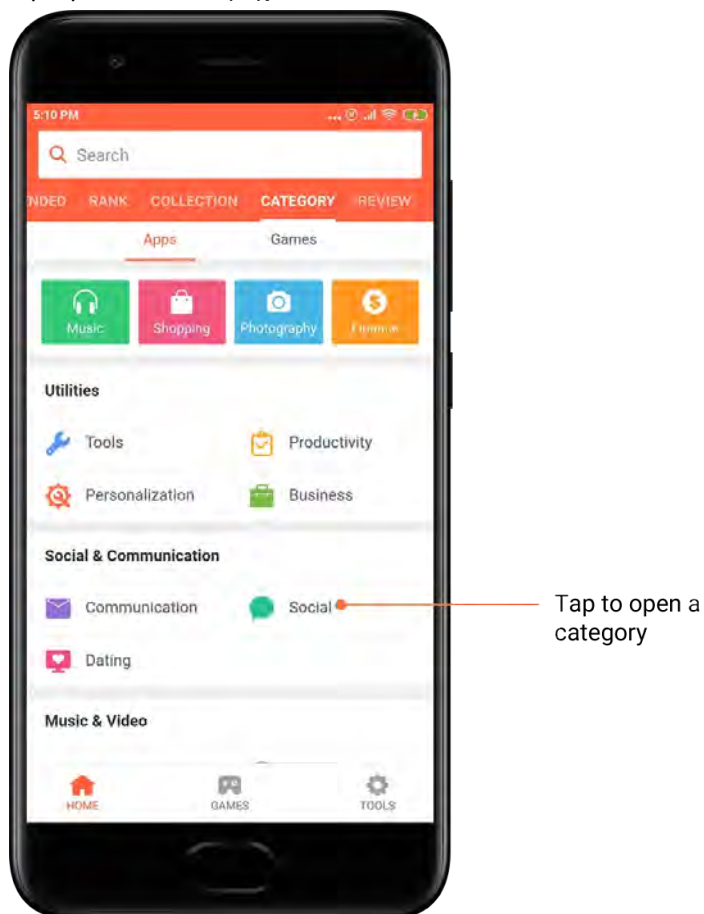 5:10 PM
Search
NDED RANK COLLECTION CATEGORY REVIEW
Apps Games
Music Shopping Photography Finance
Utilities
Tools Productivity
Personalization Business
Social & Communication
Communication Social
Tap to open a
category
Dating
Music & Video
HOME GAMES TOOLS